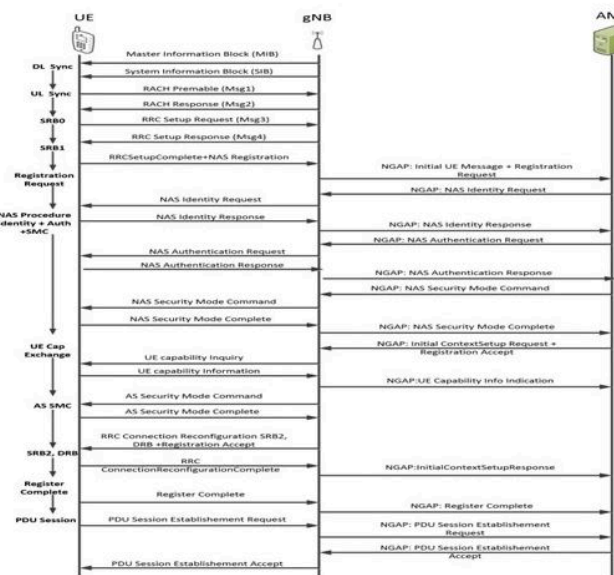 UE
gNB
AM
Master Information Block (MIB)
DL Sync
System Information Block (SIB)
UL Sync
RACH Premable (Msg1)
RACH Response (Msg2)
SRB0
RRC Setup Request (Msg3)
SRB1
RRC Setup Response (Msg4)
RRCSetupComplete+NAS Registration
Registration
Request
NGAP: Initial UE Message + Registration
Request
NGAP: NAS Identity Request
NAS Identity Request
NAS Procedure
Identity + Auth
+SMC
NAS Identity Response
NGAP: NAS Identity Response
NGAP: NAS Authentication Request
NAS Authentication Request
NAS Authentication Response
NGAP: NAS Authentication Response
NGAP: NAS Security Mode Command
NAS Security Mode Command
NAS Security Mode Complete
NGAP: NAS Security Mode Complete
UE Cap
Exchange
NGAP: Initial ContextSetup Request +
Registration Accept
UE capability Inquiry
UE capability Information
NGAP:UE Capability Info Indication
AS SMC
AS Security Mode Command
AS Security Mode Complete
RRC Connection Reconfiguration SRB2,
DRB +Registration Accept
SRB2, DRB
RRC
ConnectionReconfigurationComplete
NGAP:InitialContextSetupResponse
Register
Complete
Register Complete
NGAP: Register Complete
PDU Session
PDU Session Establishement Request
NGAP: PDU Session Establishement
Request
NGAP: PDU Session Establishement
Accept
PDU Session Establishement Accept